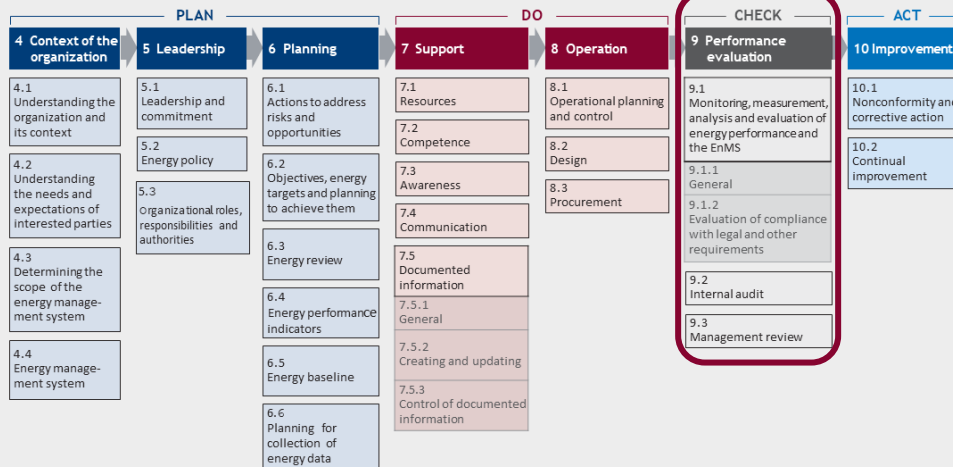 PLAN
DO
CHECK
ACT
4 Context of the
organization
5 Leadership
6 Planning
7 Support
8 Operation
9 Performance
evaluation
10 Improvement
4.1
Understanding the
organization and
its context
4.2
Understanding
the needs and
expectations of
interested parties
4.3
Determining the
scope of the
energy manage-
ment system
4.4
Energy manage-
ment system
5.1
Leadership and
commitment
5.2
Energy policy
5.3
Organizational roles,
responsibilities and
authorities
6.1
Actions to address
risks and
opportunities
6.2
Objectives, energy
targets and planning
to achieve them
6.3
Energy review
6.4
Energy performance
indicators
6.5
Energy baseline
6.6
Planning for
collection of
energy data
7.1
Resources
7.2
Competence
7.3
Awareness
7.4
Communication
7.5
Documented
information
7.5.1
General
7.5.2
Creating and updating
7.5.3
Control of documented
information
8.1
Operational planning
and control
8.2
Design
8.3
Procurement
9.1
Monitoring, measurement,
analysis and evaluation of
energy performance and
the EnMS
9.1.1
General
9.1.2
Evaluation of compliance
with legal and other
requirements
9.2
Internal audit
9.3
Management review
10.1
Nonconformity and
corrective action
10.2
Continual
improvement